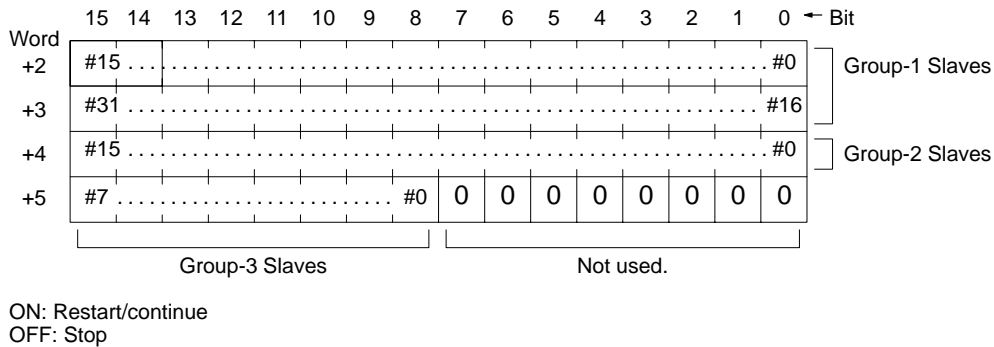 15 14 13 12 11 10 9 8 7 6 5 4 3 2 1 0 ← Bit
Word
+2 #15 . . . . . . . . . . . . . . . . . . . . . . . . . . . . . . #0 Group-1 Slaves
+3 #31 . . . . . . . . . . . . . . . . . . . . . . . . . . . . . . #16
+4 #15 . . . . . . . . . . . . . . . . . . . . . . . . . . . . . . #0 Group-2 Slaves
+5 #7 . . . . . . . . . . . . . . . #0 0 0 0 0 0 0 0 0
Group-3 Slaves Not used.
ON: Restart/continue
OFF: Stop